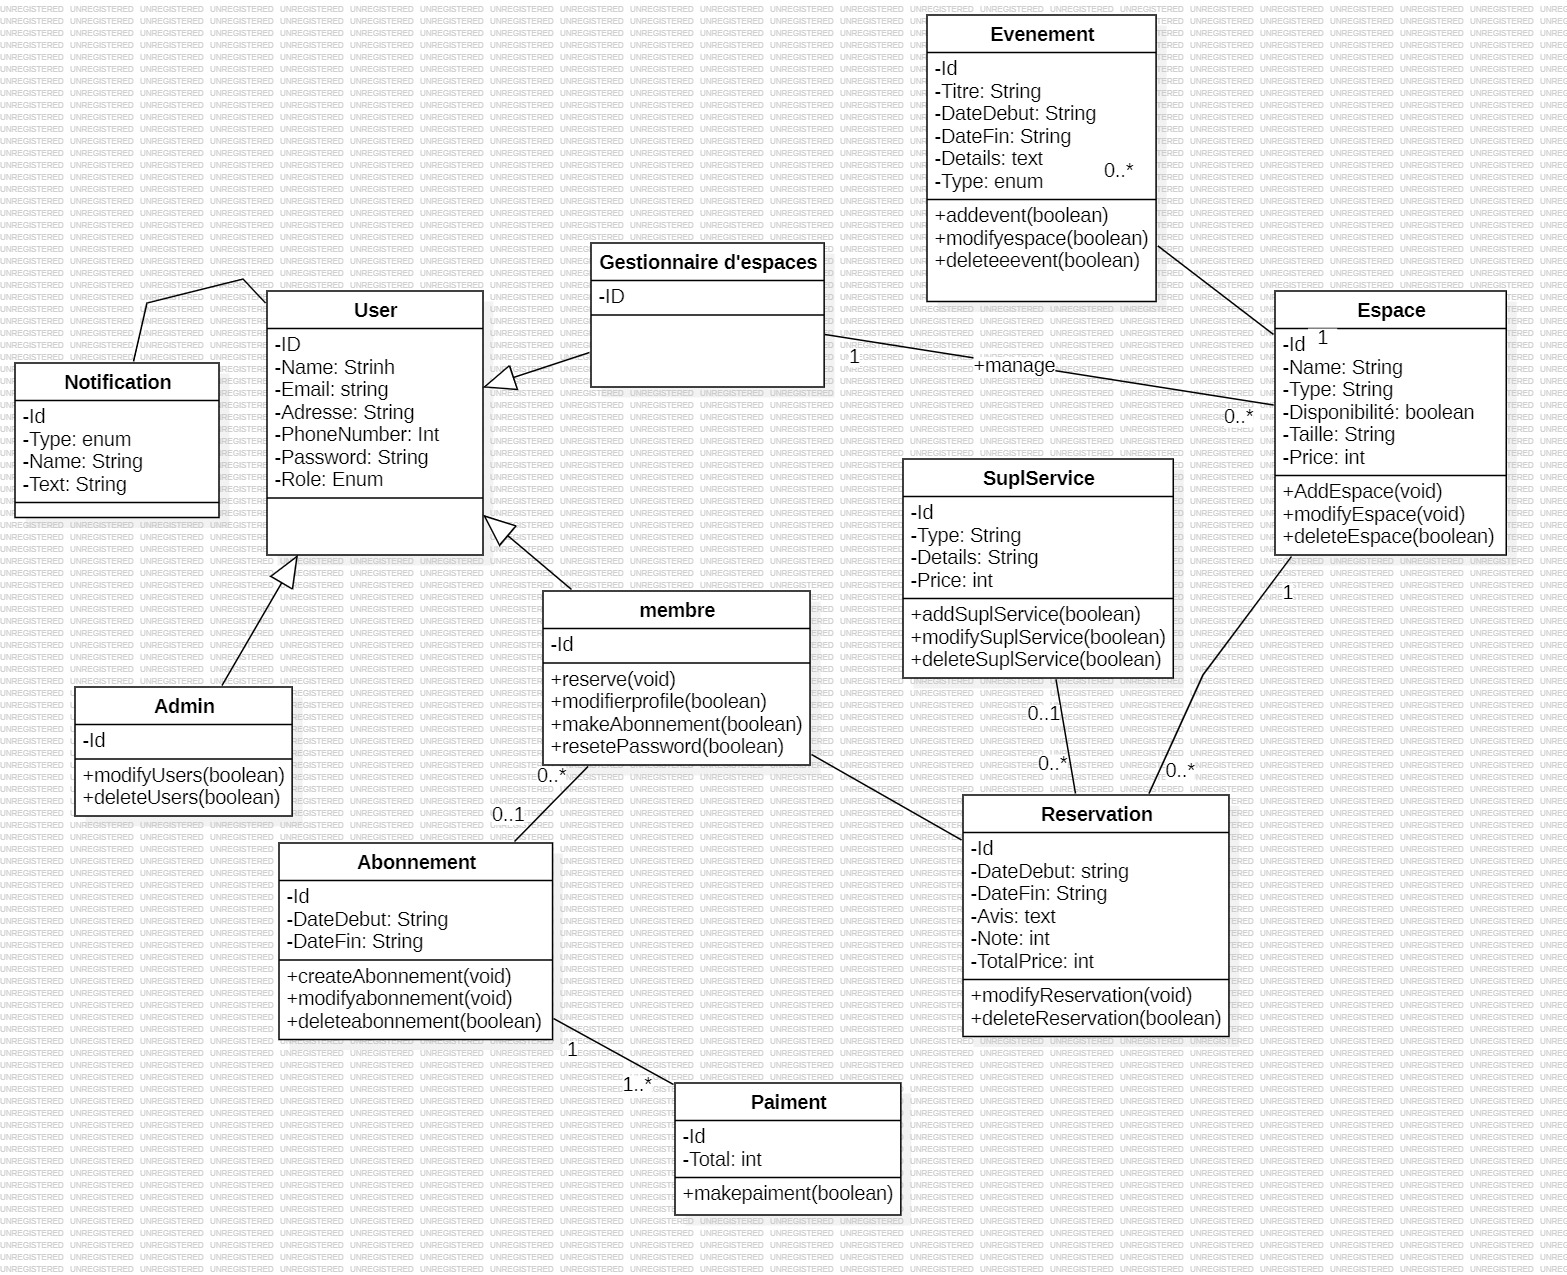 Evenement
-Id
-Titre: String
-DateDebut: String
-DateFin: String
-Details: text
-Type: enum
0..*
+addevent(boolean)
+modifyespace(boolean)
+deleteeevent(boolean)
Gestionnaire d'espaces
-ID
1
+manage
0..*
User
-ID
-Name: Strinh
-Email: string
-Adresse: String
-PhoneNumber: Int
-Password: String
-Role: Enum
Espace
-Id
1
-Name: String
-Type: String
-Disponibilité: boolean
-Taille: String
-Price: int
+AddEspace(void)
+modifyEspace(void)
+deleteEspace(boolean)
1
Notification
-Id
-Type: enum
-Name: String
-Text: String
SuplService
-Id
-Type: String
-Details: String
-Price: int
+addSuplService(boolean)
+modifySuplService(boolean)
+deleteSuplService(boolean)
0..1
0..*
0..*
membre
-Id
+reserve(void)
+modifierprofile(boolean)
+makeAbonnement(boolean)
+resetePassword(boolean)
0..*
0..1
Admin
-Id
+modifyUsers(boolean)
+deleteUsers(boolean)
Reservation
-Id
-DateDebut: string
-DateFin: String
-Avis: text
-Note: int
-TotalPrice: int
+modifyReservation(void)
+deleteReservation(boolean)
Abonnement
-Id
-DateDebut: String
-DateFin: String
+createAbonnement(void)
+modifyabonnement(void)
+deleteabonnement(boolean)
1
1..*
Paiment
-Id
-Total: int
+makepaiment(boolean)
UNREGISTERED